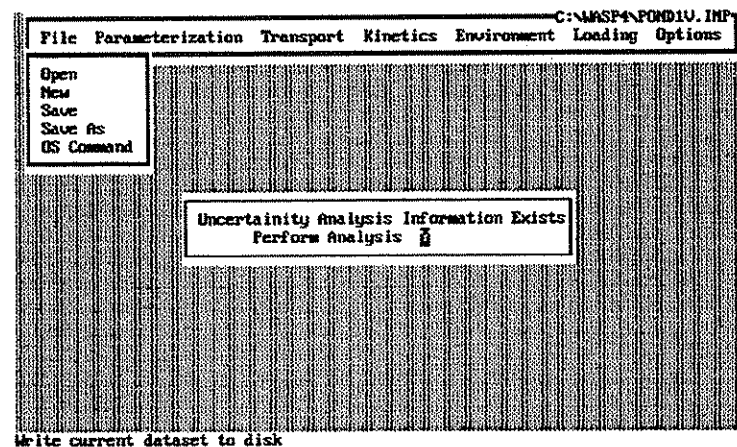 C:\WASP4\POND1V.INP
File Parameterization Transport Kinetics Environment Loading Options
Open
New
Save
Save As
OS Command
Uncertainity Analysis Information Exists
Perform Analysis
Write current dataset to disk